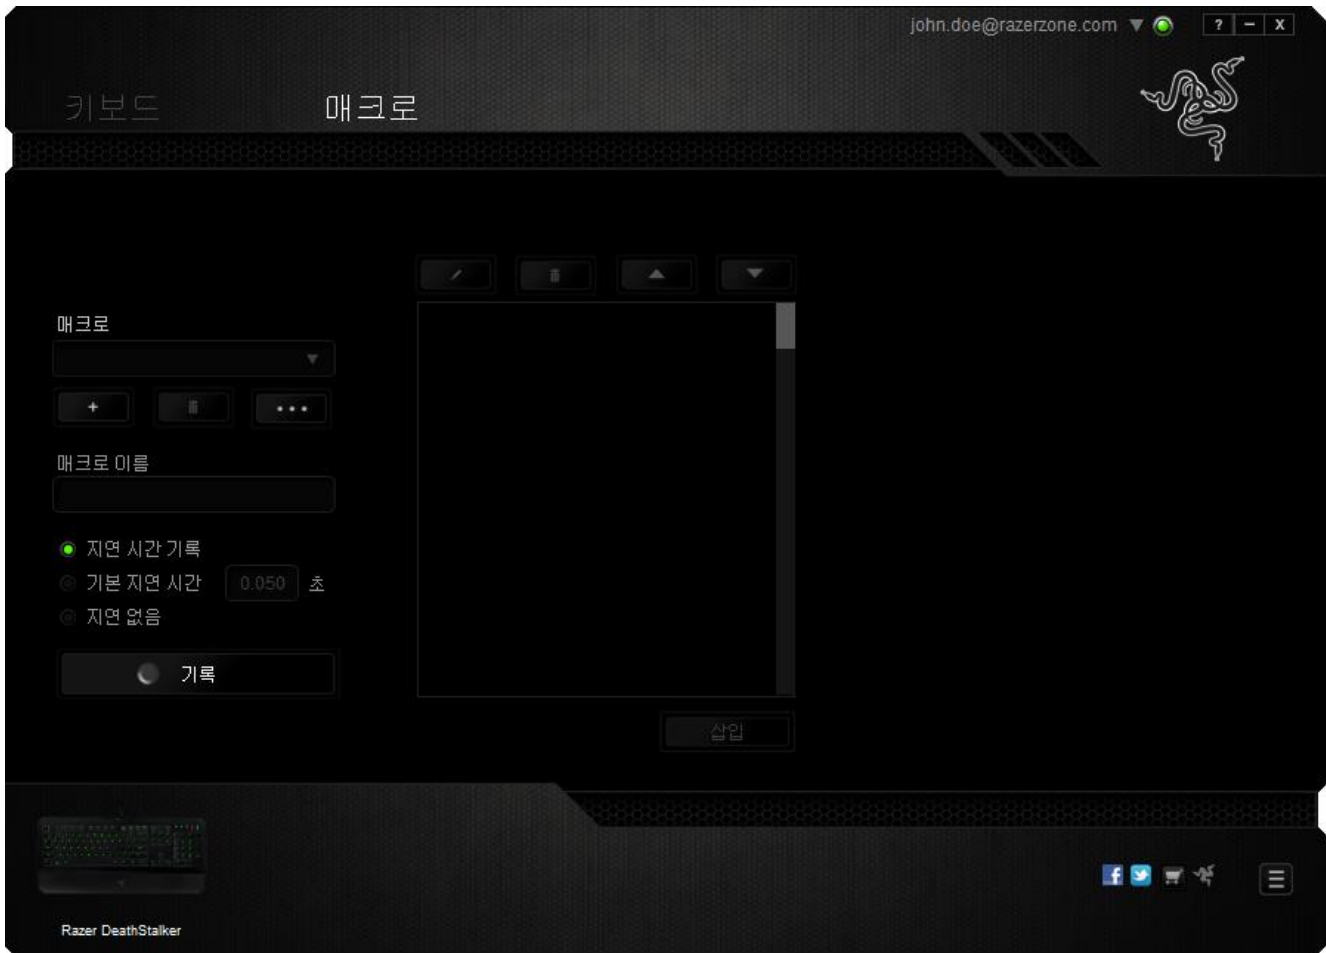 john.doe@razerzone.com
? − X
키보드 매크로
매크로
매크로 이름
지연 시간 기록
기본 지연 시간 0.050 초
지연 없음
기록
삽입
Razer DeathStalker